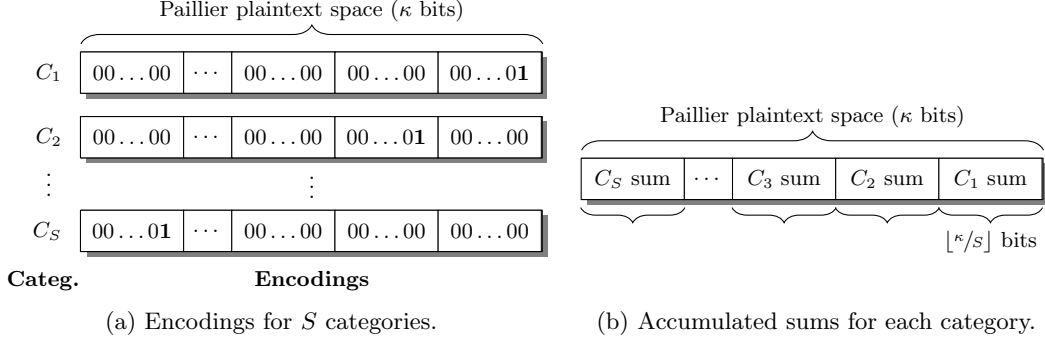 Paillier plaintext space (κ bits)
C₁ 00...00 ··· 00...00 00...00 00...01
C₂ 00...00 ··· 00...00 00...01 00...00
⋮ ⋮
C_S 00...01 ··· 00...00 00...00 00...00
Categ. Encodings
(a) Encodings for S categories.
Paillier plaintext space (κ bits)
C_S sum ··· C₃ sum C₂ sum C₁ sum
⌊κ/S⌋ bits
(b) Accumulated sums for each category.